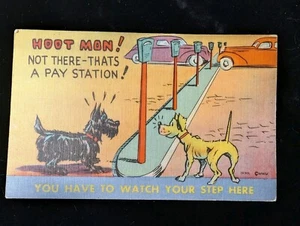 HOOT MON!
NOT THERE-THATS
A PAY STATION!
YOU HAVE TO WATCH YOUR STEP HERE